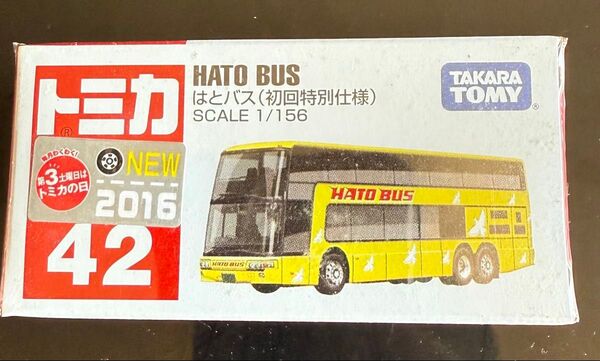 トミカ
®
HATO BUS
はとバス(初回特別仕様)
SCALE 1/156
TAKARA
TOMY
®
毎月わくわく!
第3土曜日は
トミカの日
NEW
2016
42
HATO BUS
HATO BUS